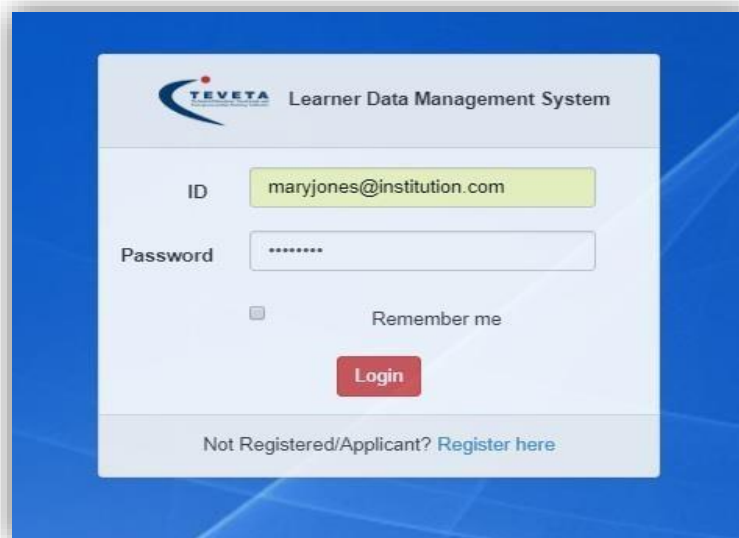 TEVETA Learner Data Management System
ID maryjones@institution.com
Password ••••••••
Remember me
Login
Not Registered/Applicant? Register here